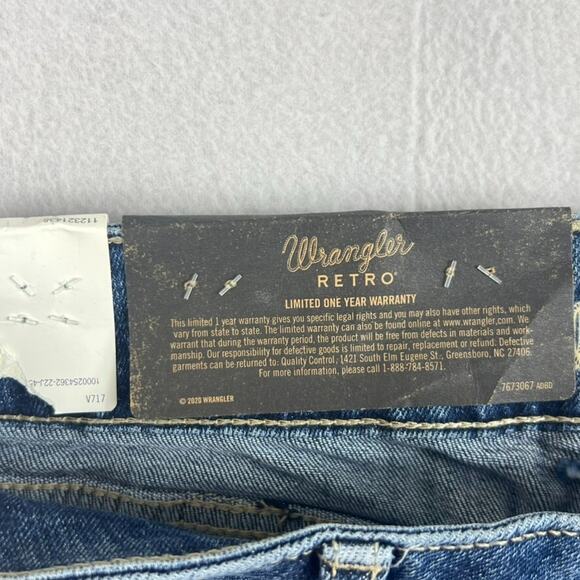 Wrangler
RETRO®
LIMITED ONE YEAR WARRANTY
This limited 1 year warranty gives you specific legal rights and you may also have other rights, which
vary from state to state. The limited warranty can also be found online at www.wrangler.com. We
warrant that during the warranty period, the product will be free from defects in materials and work-
manship. Our responsibility for defective goods is limited to repair, replacement or refund. Defective
garments can be returned to: Quality Control, 1421 South Elm Eugene St., Greensboro, NC 27406.
For more information, please call 1-888-784-8571.
7673067 ADBD
© 2020 WRANGLER
V717